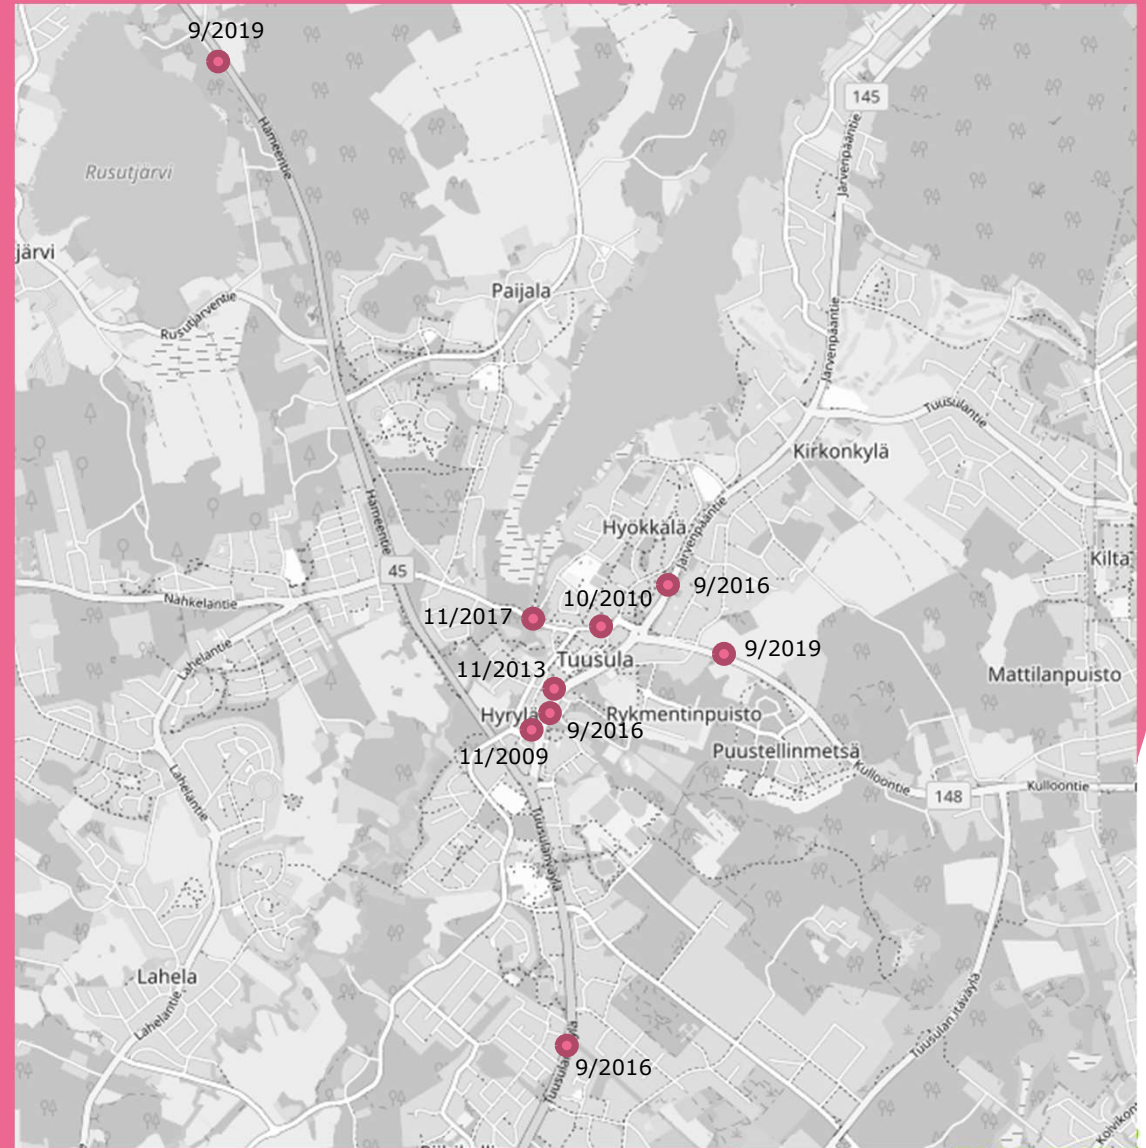 9/2019
145
Hämeentie
Järvenpääntie
Rusutjärvi
järvi
Paijala
Rusutjärventie
Järvenpääntie
Tuusulantie
Kirkonkylä
Hämeentie
Järvenpääntie
Hyökkälä
Kilta
45
9/2016
10/2010
Nahkelantie
11/2017
9/2019
Lahelantie
Tuusula
11/2013
Mattilanpuisto
Hyrylä
Rykmentinpuisto
9/2016
11/2009
Puustellinmetsä
Lahelantie
Kulloontie
148
Kulloontie
Tuusulanväylä
Lahela
Lahelantie
Tuusulan itäväylä
9/2016